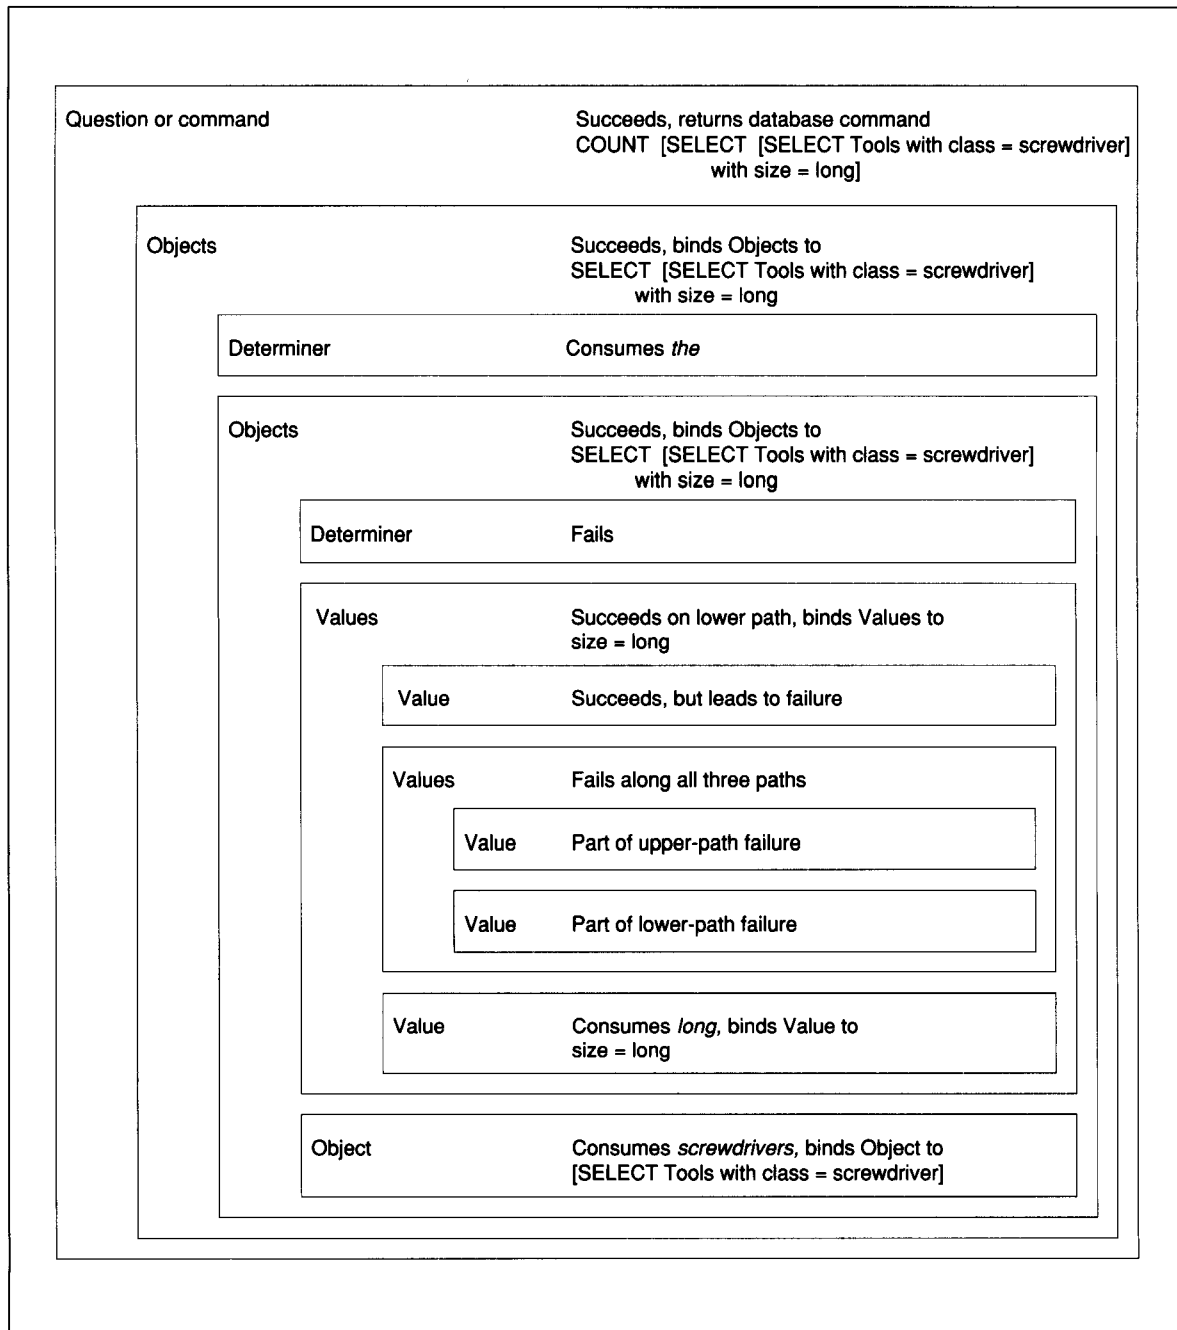 Question or command Succeeds, returns database command
COUNT [SELECT [SELECT Tools with class = screwdriver]
with size = long]
Objects Succeeds, binds Objects to
SELECT [SELECT Tools with class = screwdriver]
with size = long
Determiner Consumes the
Objects Succeeds, binds Objects to
SELECT [SELECT Tools with class = screwdriver]
with size = long
Determiner Fails
Values Succeeds on lower path, binds Values to
size = long
Value Succeeds, but leads to failure
Values Fails along all three paths
Value Part of upper-path failure
Value Part of lower-path failure
Value Consumes long, binds Value to
size = long
Object Consumes screwdrivers, binds Object to
[SELECT Tools with class = screwdriver]